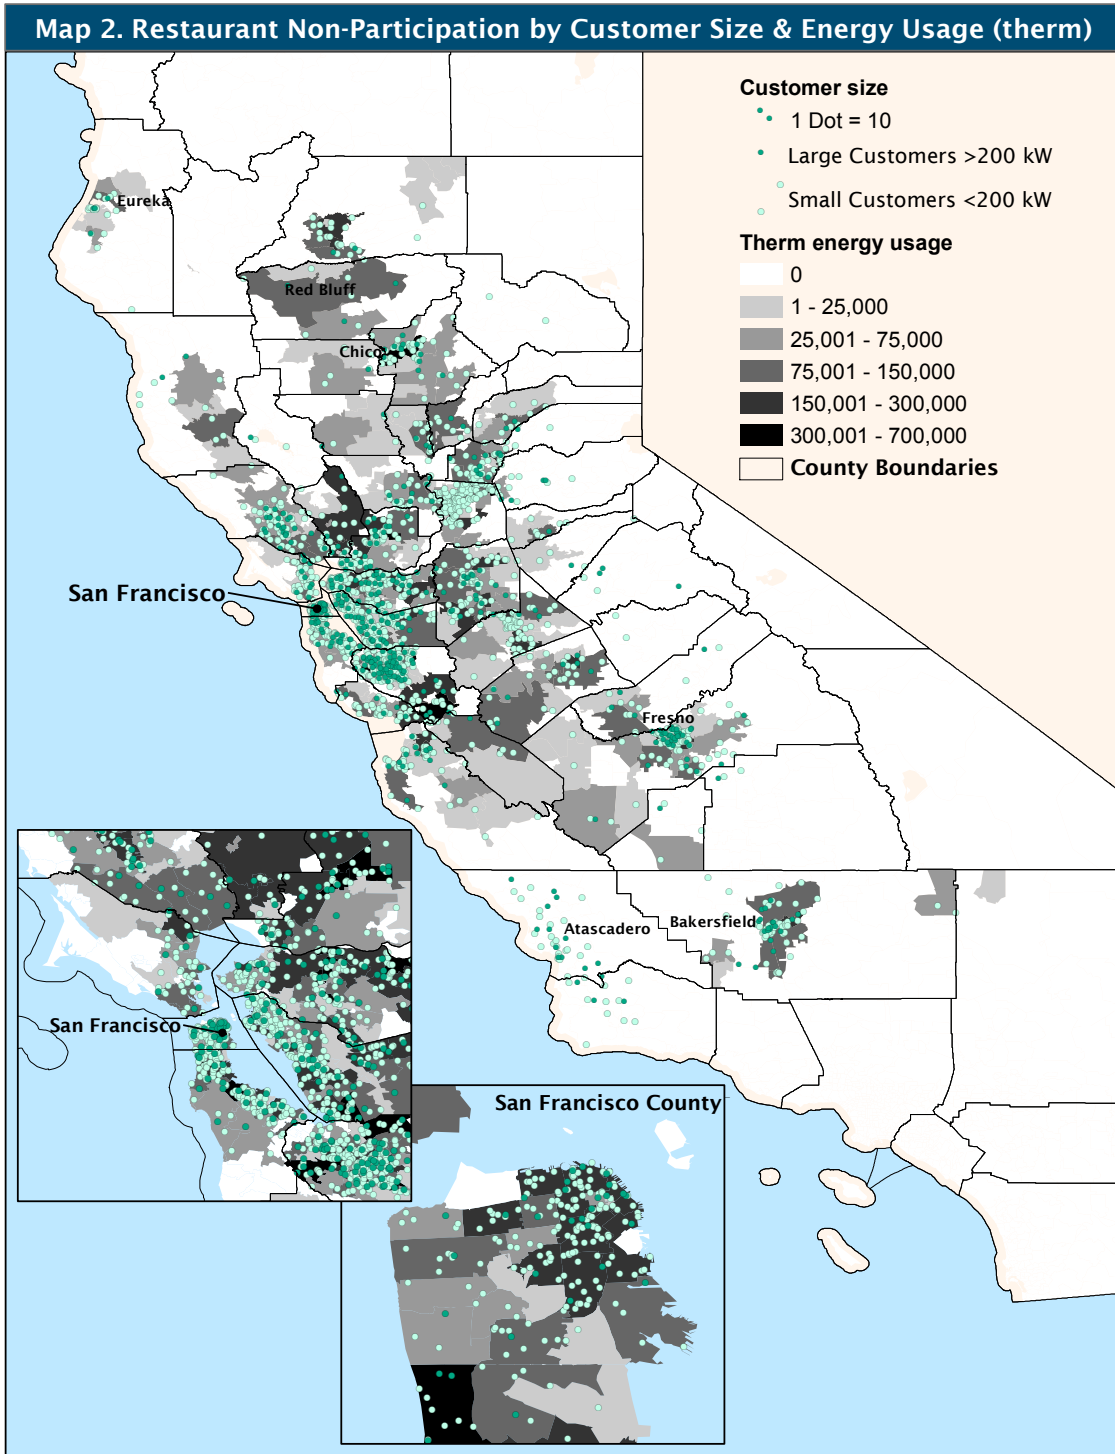 Map 2. Restaurant Non-Participation by Customer Size & Energy Usage (therm)
Customer size
1 Dot = 10
Large Customers >200 kW
Small Customers <200 kW
Therm energy usage
0
1 - 25,000
25,001 - 75,000
75,001 - 150,000
150,001 - 300,000
300,001 - 700,000
County Boundaries
Eureka
Red Bluff
Chico
San Francisco
Fresno
Atascadero
Bakersfield
San Francisco
San Francisco County